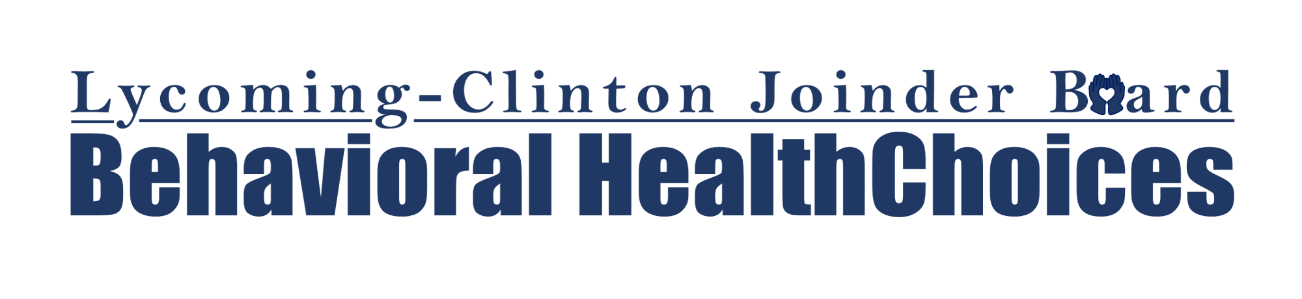 Lycoming-Clinton Joinder Board
Behavioral HealthChoices